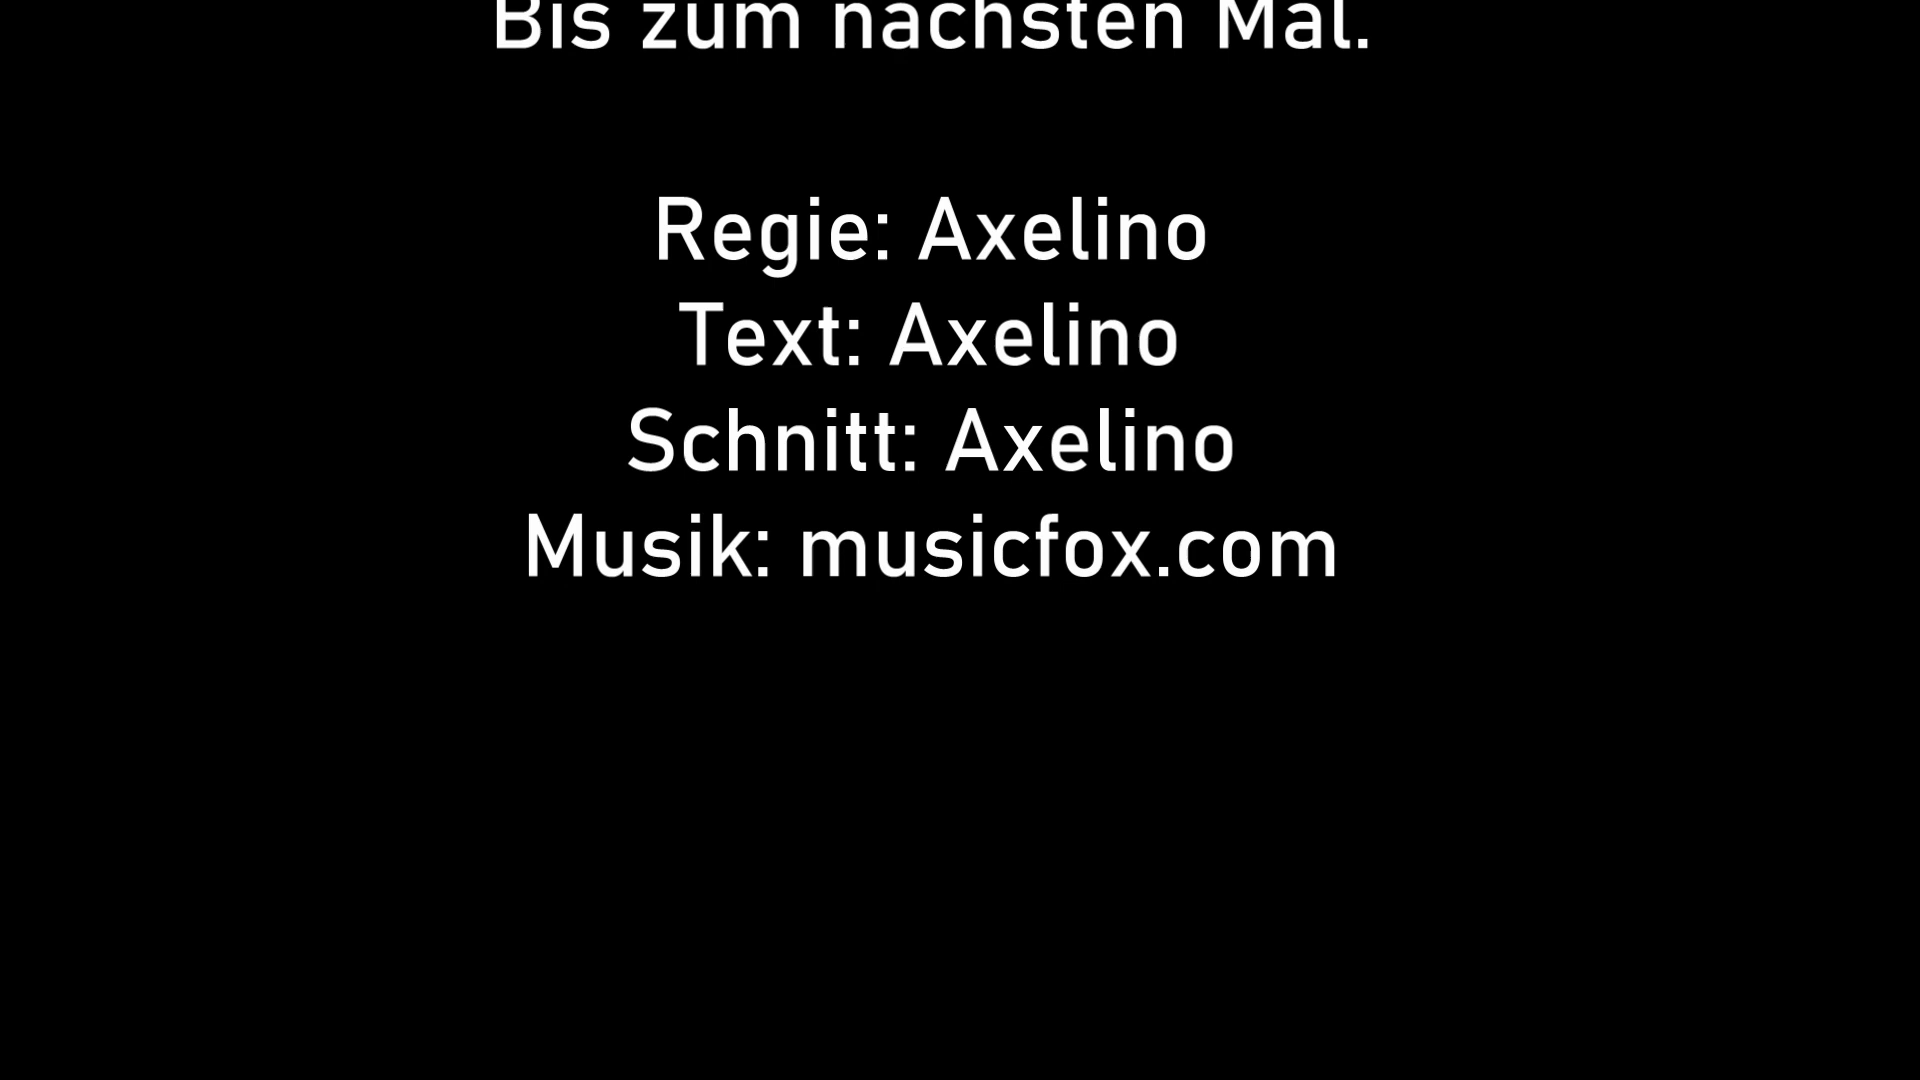 Bis zum nächsten Mal.
Regie: Axelino
Text: Axelino
Schnitt: Axelino
Musik: musicfox.com